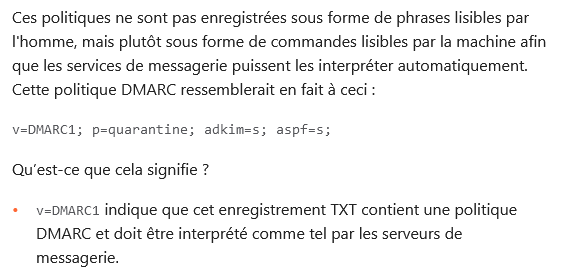 Ces politiques ne sont pas enregistrées sous forme de phrases lisibles par
l'homme, mais plutôt sous forme de commandes lisibles par la machine afin
que les services de messagerie puissent les interpréter automatiquement.
Cette politique DMARC ressemblerait en fait à ceci :
v=DMARC1; p=quarantine; adkim=s; aspf=s;
Qu’est-ce que cela signifie ?
• v=DMARC1 indique que cet enregistrement TXT contient une politique
DMARC et doit être interprété comme tel par les serveurs de
messagerie.